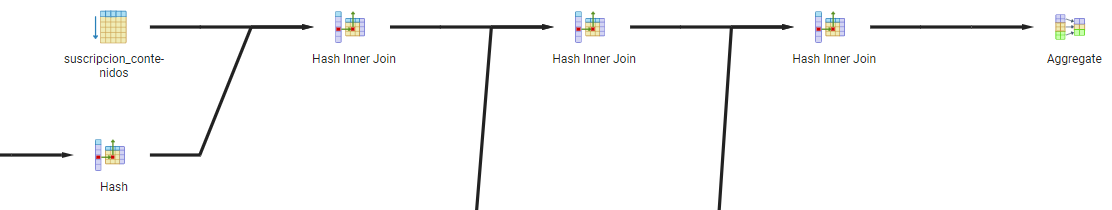 suscripcion_conte-
nidos
Hash Inner Join
Hash Inner Join
Hash Inner Join
Aggregate
Hash